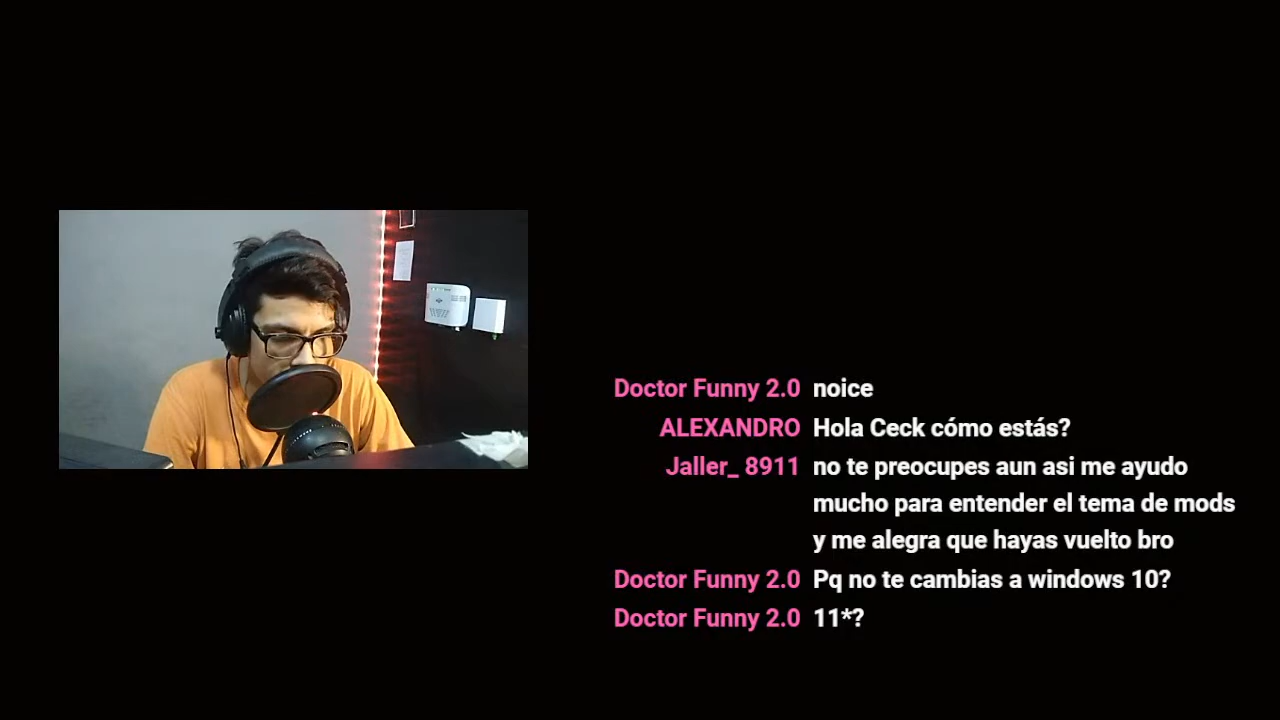 Doctor Funny 2.0 noice
ALEXANDRO Hola Ceck cómo estás?
Jaller_ 8911 no te preocupes aun asi me ayudo
mucho para entender el tema de mods
y me alegra que hayas vuelto bro
Doctor Funny 2.0 Pq no te cambias a windows 10?
Doctor Funny 2.0 11*?